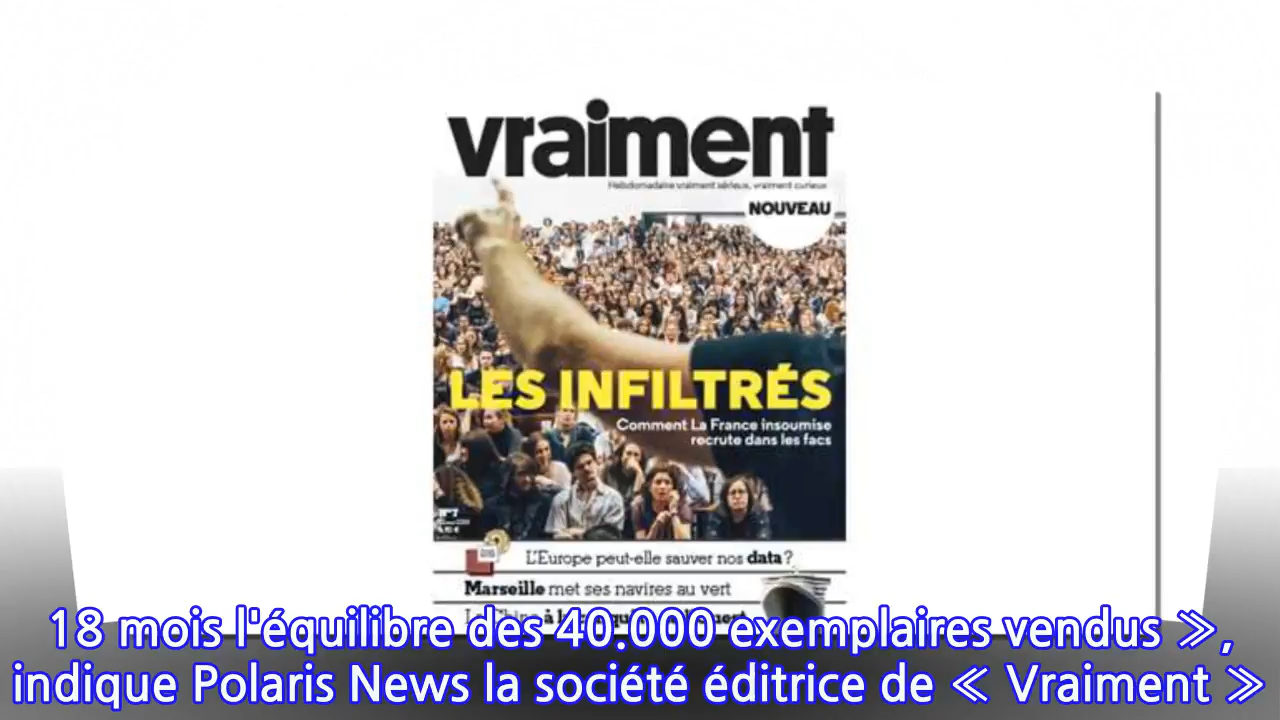 vraiment
Hebdomadaire vraiment sérieux, vraiment curieux
NOUVEAU
LES INFILTRÉS
Comment La France insoumise
recrute dans les facs
N°7
L'Europe peut-elle sauver nos data ?
Marseille met ses navires au vert
18 mois l'équilibre des 40.000 exemplaires vendus »,
indique Polaris News la société éditrice de « Vraiment »